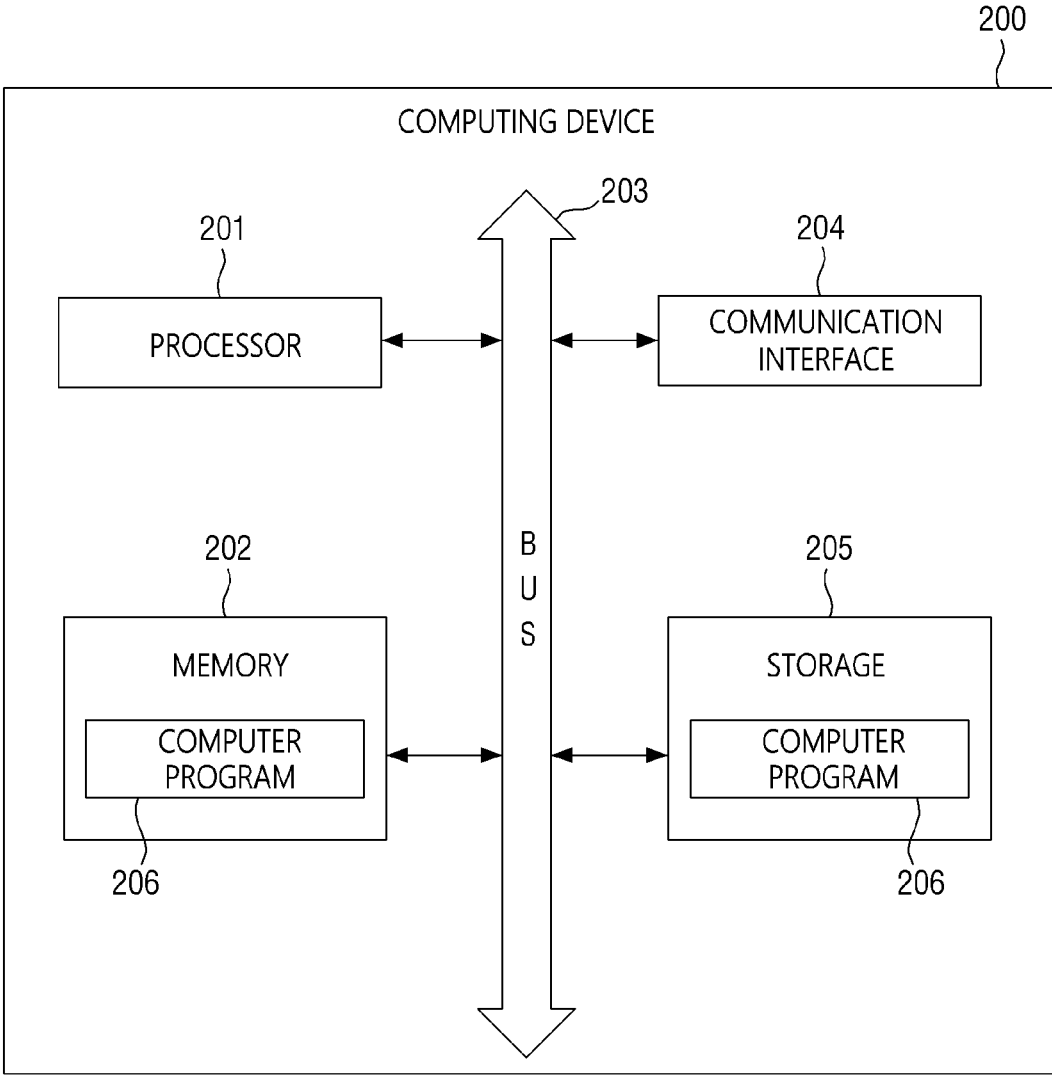 200
COMPUTING DEVICE
203
201
204
PROCESSOR
COMMUNICATION
INTERFACE
BUS
202
205
MEMORY
STORAGE
COMPUTER
PROGRAM
COMPUTER
PROGRAM
206
206